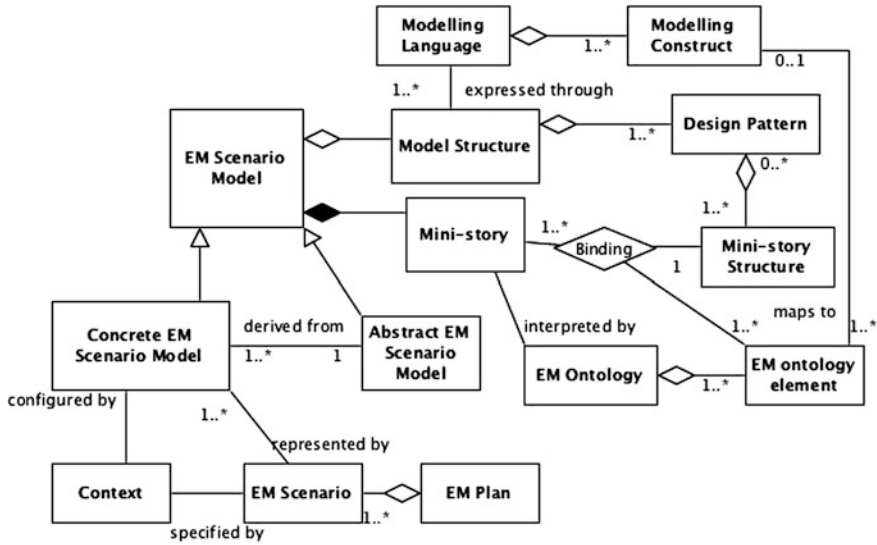 Modelling
Language
1..*
Modelling
Construct
0..1
1..*
expressed through
EM Scenario
Model
Model Structure
1..*
Design Pattern
0..*
1..*
Mini-story
1..*
Binding
1
Mini-story
Structure
Concrete EM
Scenario Model
derived from
1..*
1
Abstract EM
Scenario
Model
interpreted by
1..*
maps to
1..*
EM Ontology
1..*
EM ontology
element
configured by
1..*
represented by
Context
EM Scenario
1..*
EM Plan
specified by